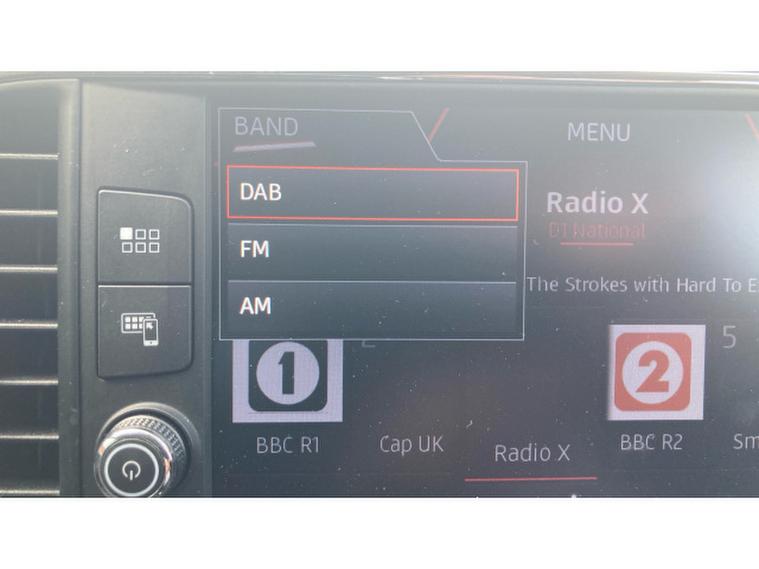 BAND
MENU
DAB
Radio X
D1 National
FM
The Strokes with Hard To E
AM
1
2
5
BBC R1
Cap UK
Radio X
BBC R2
Sm